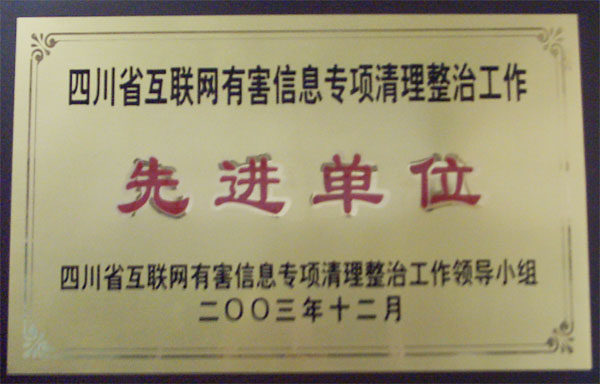 四川省互联网有害信息专项清理整治工作
先进单位
四川省互联网有害信息专项清理整治工作领导小组
二〇〇三年十二月